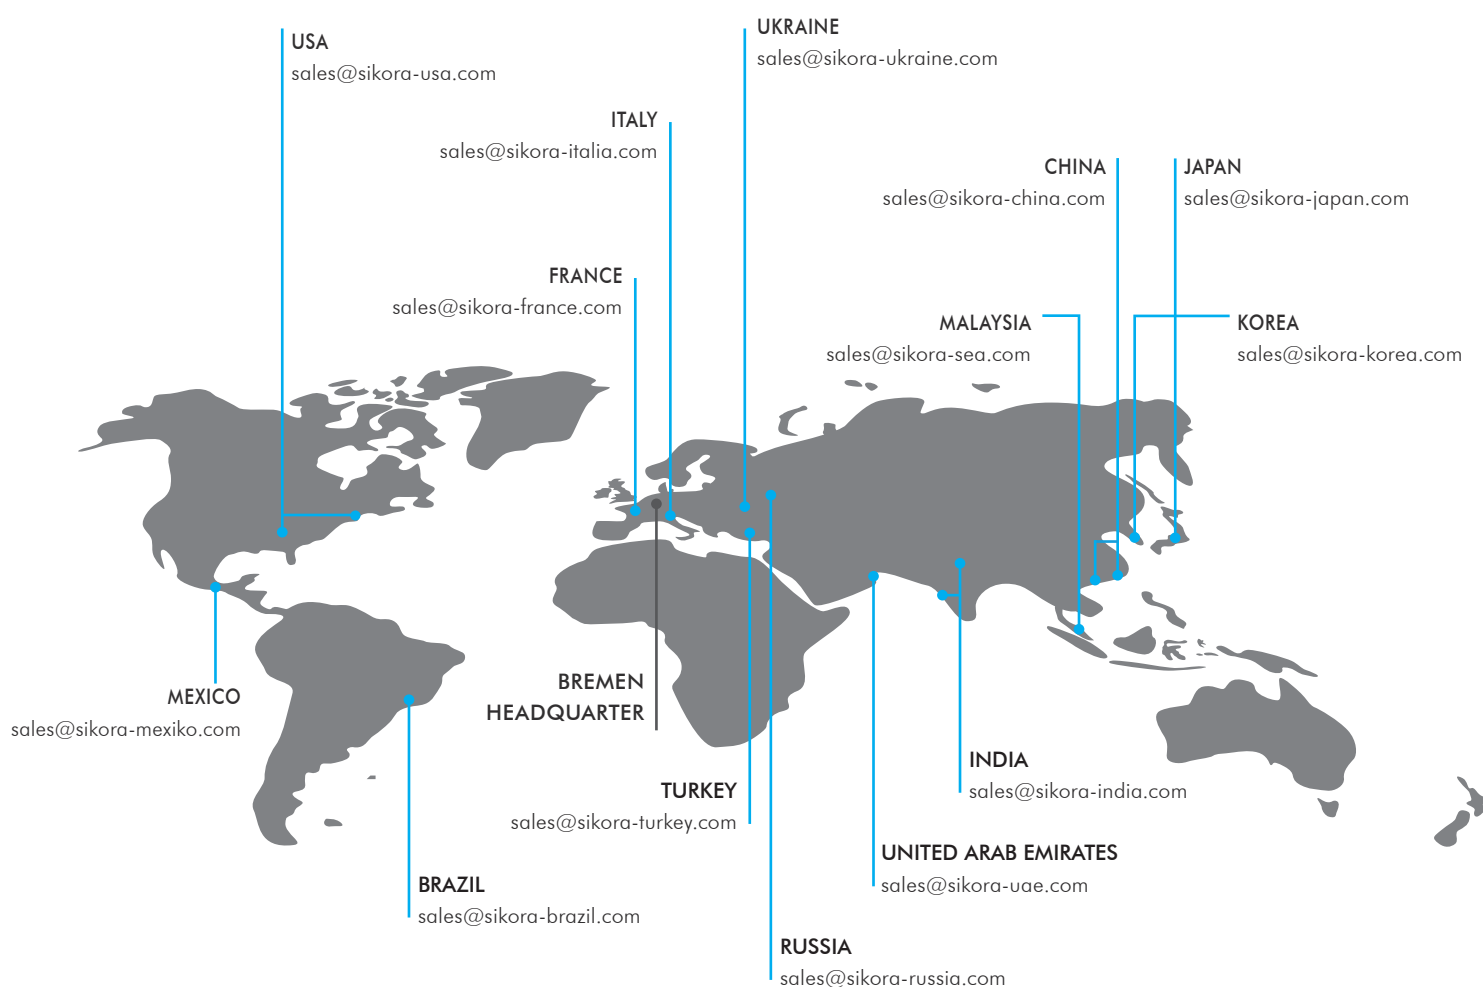 USA
sales@sikora-usa.com
UKRAINE
sales@sikora-ukraine.com
ITALY
sales@sikora-italia.com
CHINA
sales@sikora-china.com
JAPAN
sales@sikora-japan.com
FRANCE
sales@sikora-france.com
MALAYSIA
sales@sikora-sea.com
KOREA
sales@sikora-korea.com
MEXICO
sales@sikora-mexiko.com
BREMEN
HEADQUARTER
INDIA
sales@sikora-india.com
TURKEY
sales@sikora-turkey.com
UNITED ARAB EMIRATES
sales@sikora-uae.com
BRAZIL
sales@sikora-brazil.com
RUSSIA
sales@sikora-russia.com